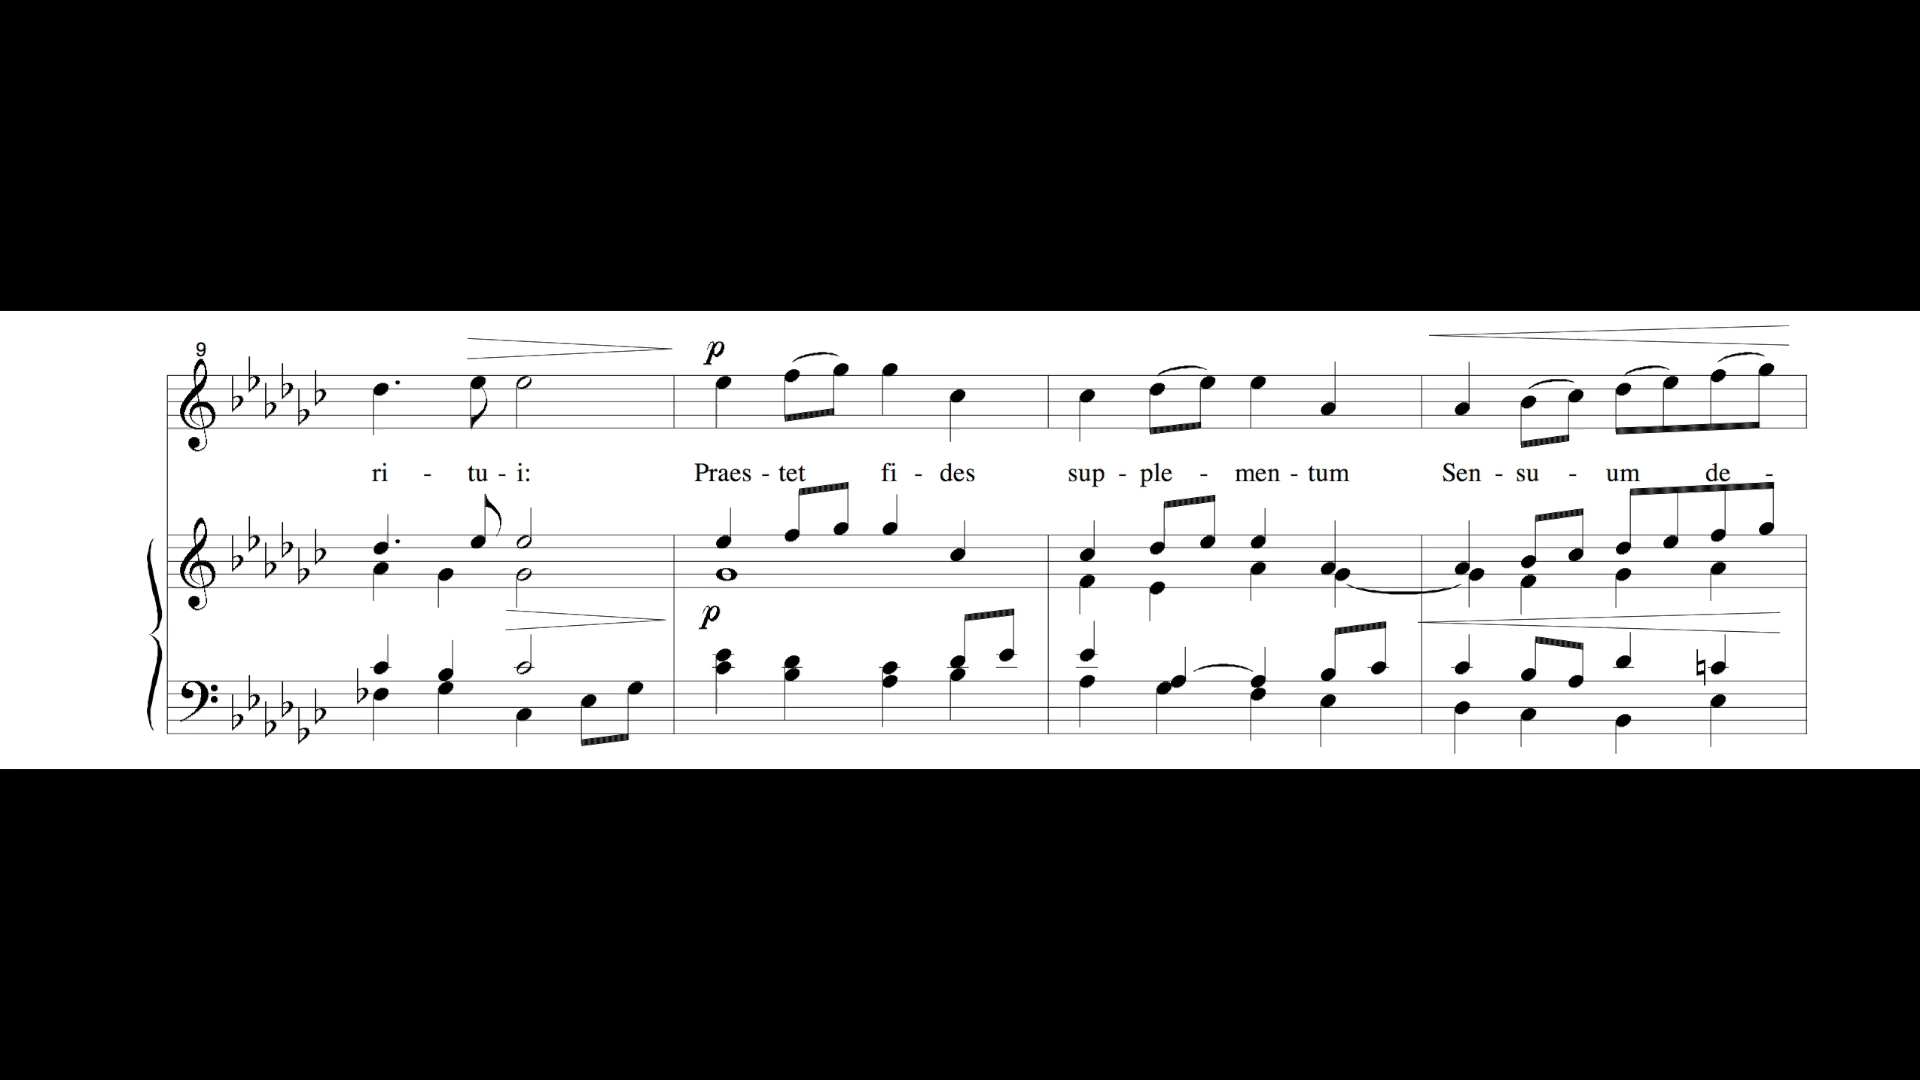 9
p
ri - tu - i: Praes - tet fi - des sup - ple - men - tum Sen - su - um de -
p